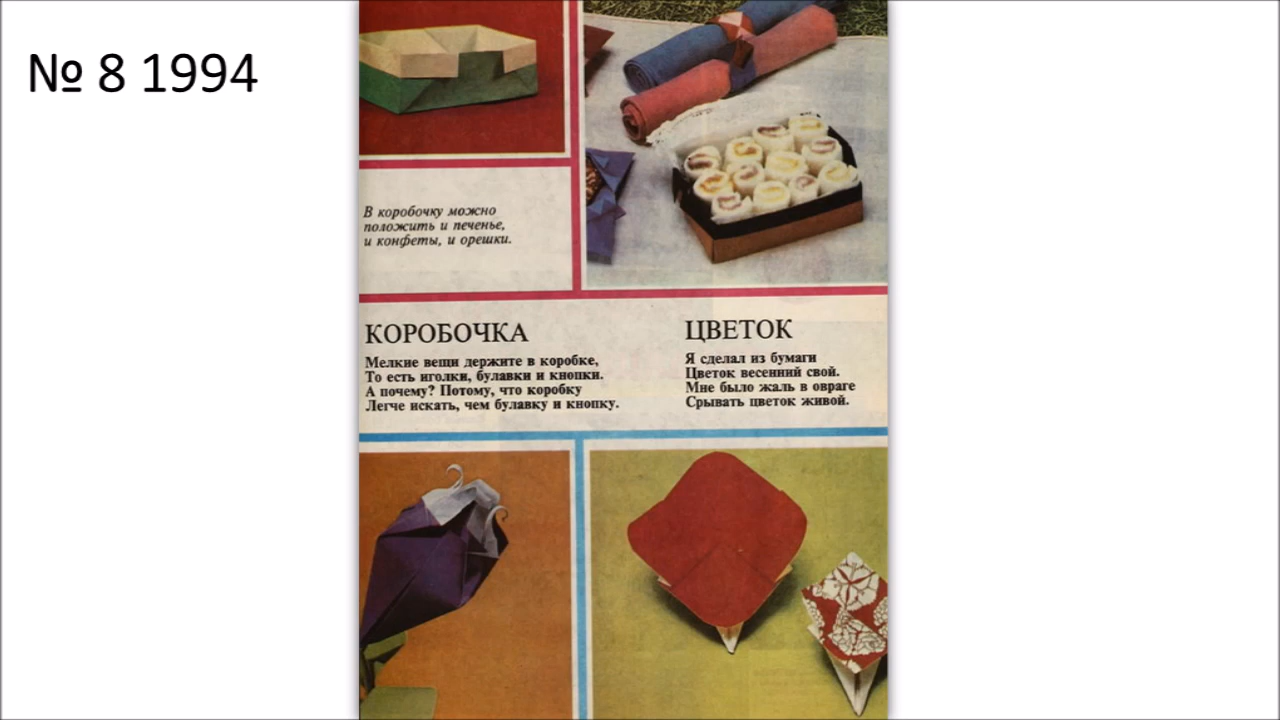 № 8 1994
В коробочку можно
положить и печенье,
и конфеты, и орешки.
КОРОБОЧКА
Мелкие вещи держите в коробке,
То есть иголки, булавки и кнопки.
А почему? Потому, что коробку
Легче искать, чем булавку и кнопку.
ЦВЕТОК
Я сделал из бумаги
Цветок весенний свой.
Мне было жаль в овраге
Срывать цветок живой.